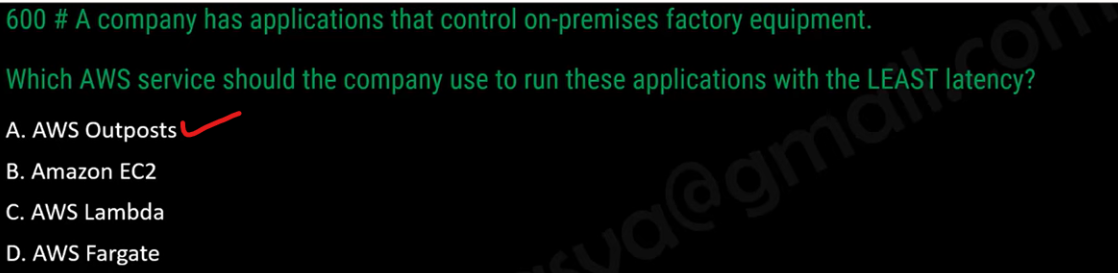 600 # A company has applications that control on-premises factory equipment.
Which AWS service should the company use to run these applications with the LEAST latency?
A. AWS Outposts
B. Amazon EC2
C. AWS Lambda
D. AWS Fargate